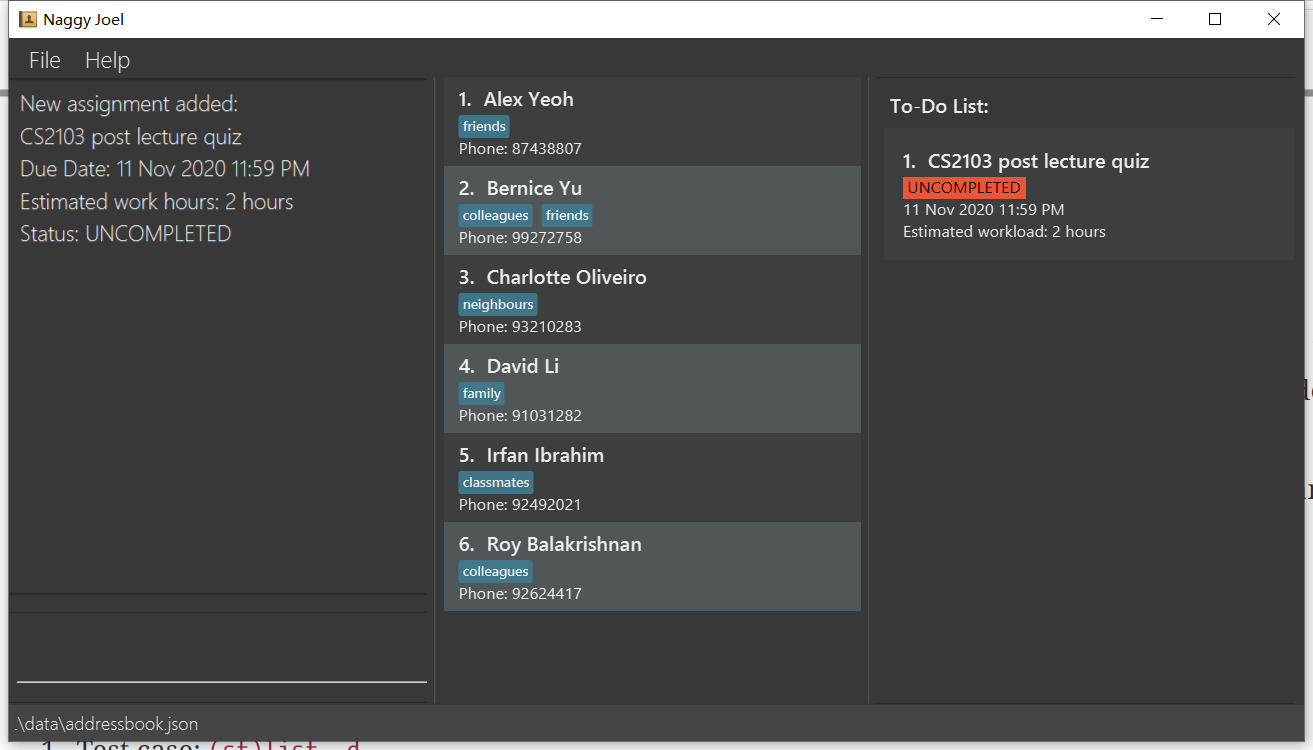 Naggy Joel
File Help
New assignment added:
CS2103 post lecture quiz
Due Date: 11 Nov 2020 11:59 PM
Estimated work hours: 2 hours
Status: UNCOMPLETED
1. Alex Yeoh
friends
Phone: 87438807
2. Bernice Yu
colleagues friends
Phone: 99272758
3. Charlotte Oliveiro
neighbours
Phone: 93210283
4. David Li
family
Phone: 91031282
5. Irfan Ibrahim
classmates
Phone: 92492021
6. Roy Balakrishnan
colleagues
Phone: 92624417
To-Do List:
1. CS2103 post lecture quiz
UNCOMPLETED
11 Nov 2020 11:59 PM
Estimated workload: 2 hours
.\data\addressbook.json
1. Test case: (st)list -d